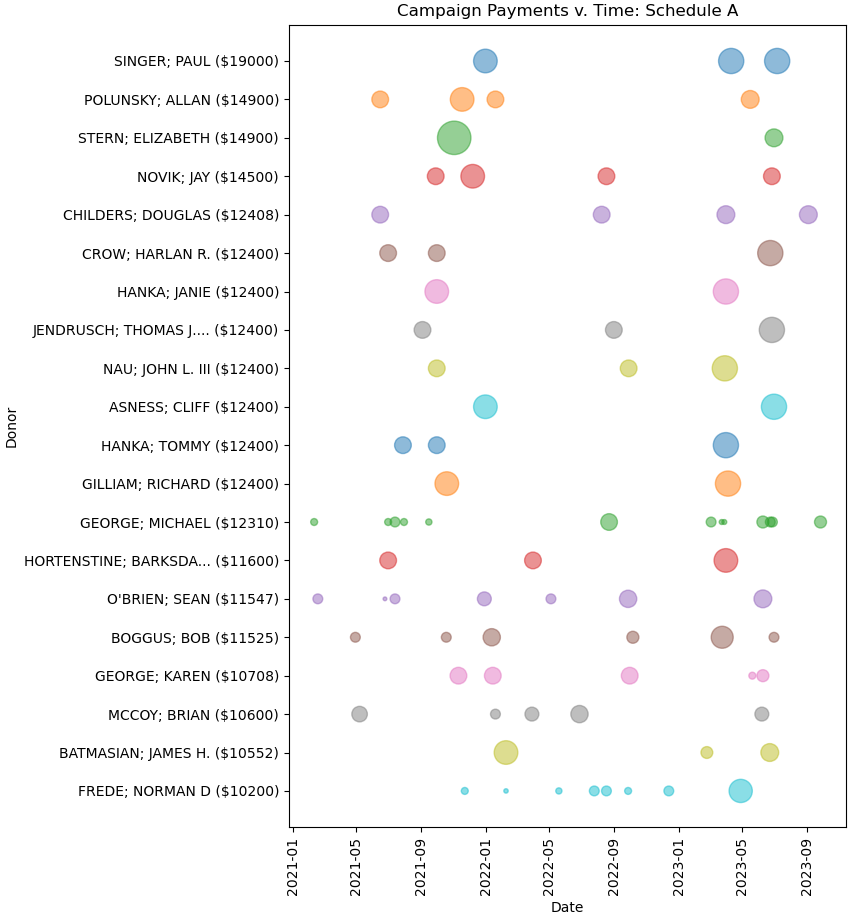 Campaign Payments v. Time: Schedule A
SINGER; PAUL ($19000)
POLUNSKY; ALLAN ($14900)
STERN; ELIZABETH ($14900)
NOVIK; JAY ($14500)
CHILDERS; DOUGLAS ($12408)
CROW; HARLAN R. ($12400)
HANKA; JANIE ($12400)
JENDRUSCH; THOMAS J.... ($12400)
NAU; JOHN L. III ($12400)
ASNESS; CLIFF ($12400)
HANKA; TOMMY ($12400)
GILLIAM; RICHARD ($12400)
GEORGE; MICHAEL ($12310)
HORTENSTINE; BARKSDA... ($11600)
O'BRIEN; SEAN ($11547)
BOGGUS; BOB ($11525)
GEORGE; KAREN ($10708)
MCCOY; BRIAN ($10600)
BATMASIAN; JAMES H. ($10552)
FREDE; NORMAN D ($10200)
Donor
2021-01
2021-05
2021-09
2022-01
2022-05
2022-09
2023-01
2023-05
2023-09
Date